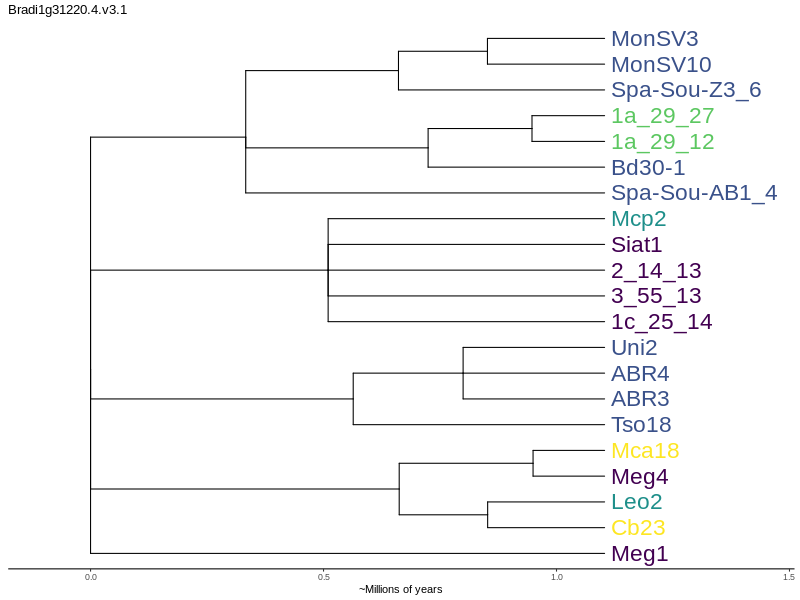 Bradi1g31220.4.v3.1
MonSV3
MonSV10
Spa-Sou-Z3_6
1a_29_27
1a_29_12
Bd30-1
Spa-Sou-AB1_4
Mcp2
Siat1
2_14_13
3_55_13
1c_25_14
Uni2
ABR4
ABR3
Tso18
Mca18
Meg4
Leo2
Cb23
Meg1
0.0 0.5 1.0 1.5
~Millions of years